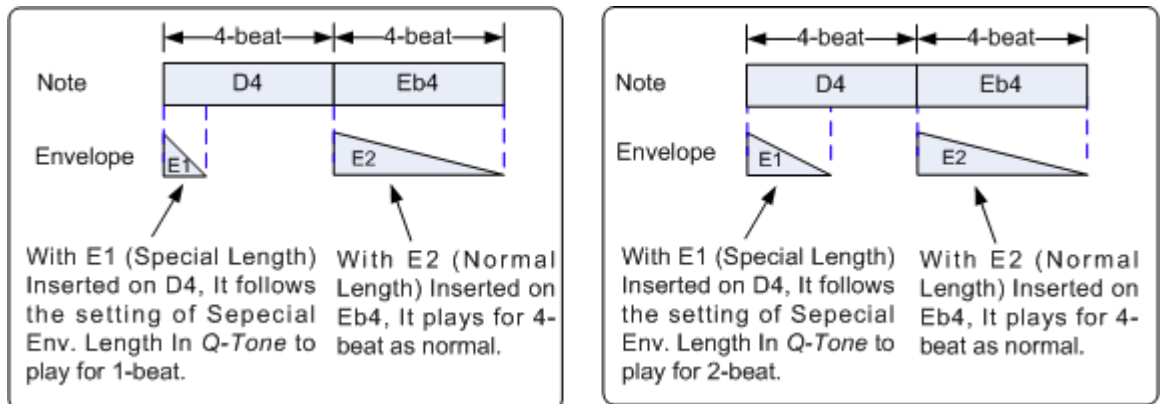 4-beat 4-beat
Note D4 Eb4
Envelope E1 E2
With E1 (Special Length)
Inserted on D4, It follows
the setting of Sepecial
Env. Length In Q-Tone to
play for 1-beat.
With E2 (Normal
Length) Inserted on
Eb4, It plays for 4-
beat as normal.
4-beat 4-beat
Note D4 Eb4
Envelope E1 E2
With E1 (Special Length)
Inserted on D4, It follows
the setting of Sepecial
Env. Length In Q-Tone to
play for 2-beat.
With E2 (Normal
Length) Inserted on
Eb4, It plays for 4-
beat as normal.